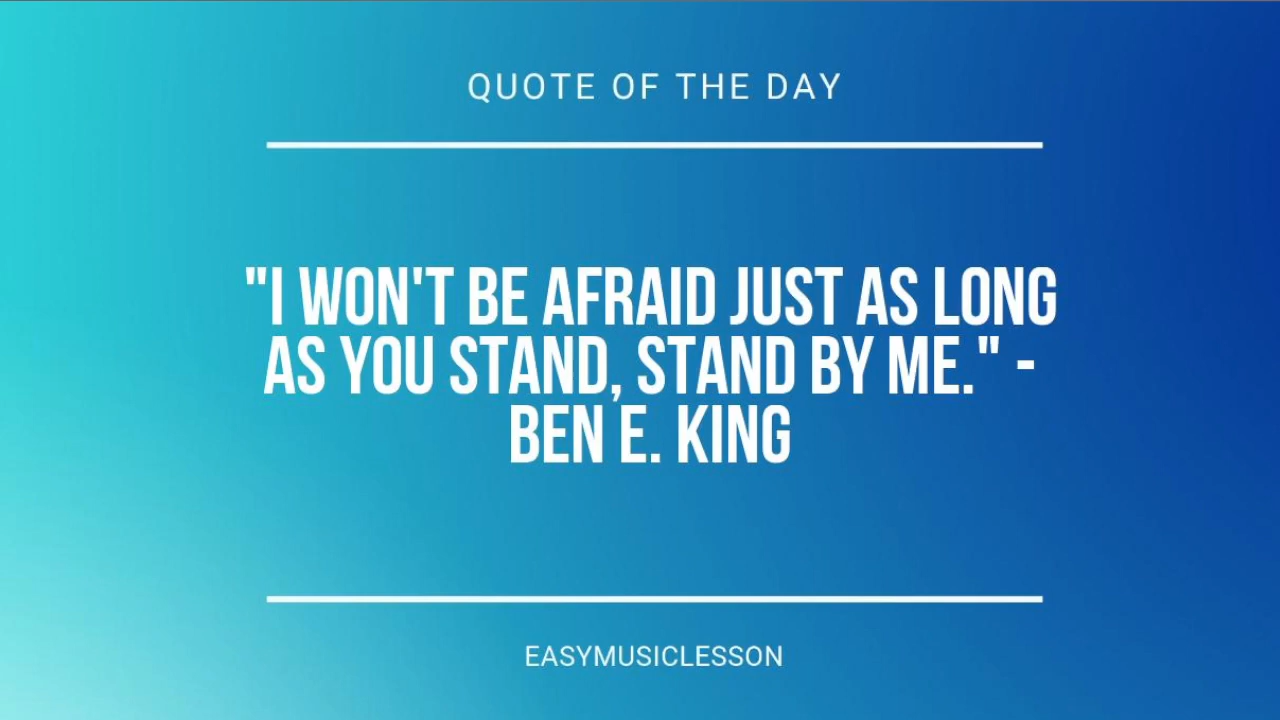 QUOTE OF THE DAY
"I WON'T BE AFRAID JUST AS LONG
AS YOU STAND, STAND BY ME." -
BEN E. KING
EASYMUSICLESSON